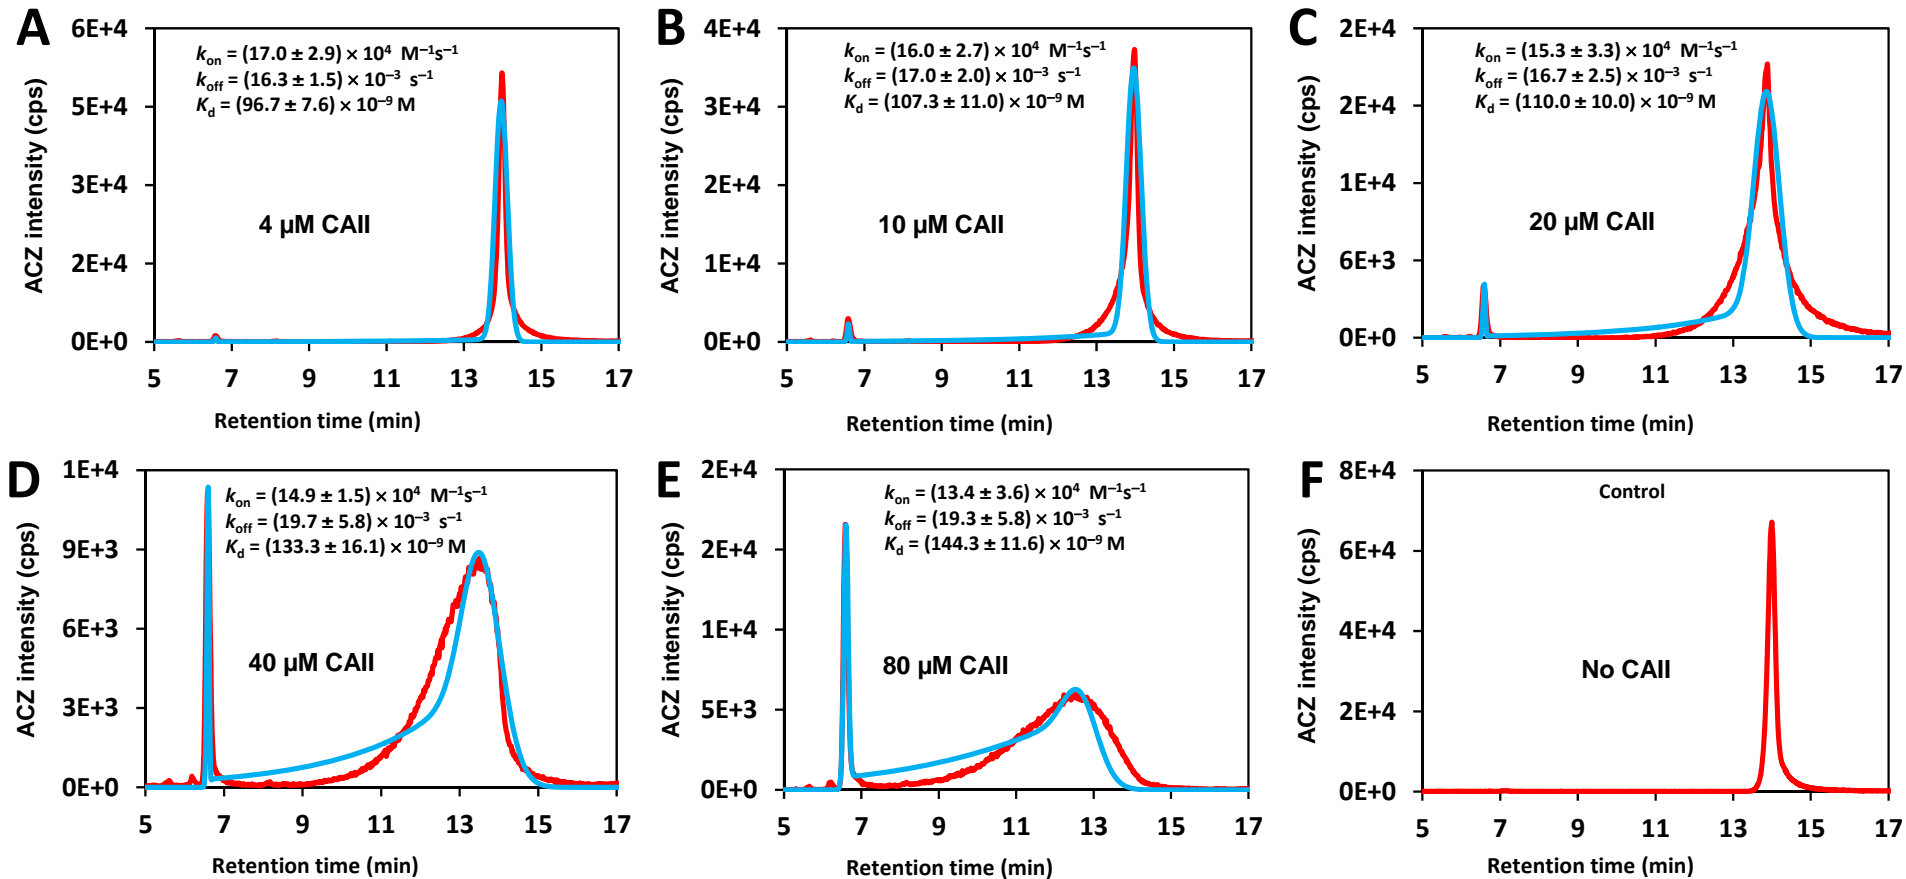 A
6E+4
5E+4
3E+4
2E+4
0E+0
ACZ intensity (cps)
kon = (17.0 ± 2.9) × 10⁴ M⁻¹s⁻¹
koff = (16.3 ± 1.5) × 10⁻³ s⁻¹
Kd = (96.7 ± 7.6) × 10⁻⁹ M
4 µM CAII
5 7 9 11 13 15 17
Retention time (min)
B
4E+4
3E+4
2E+4
1E+4
0E+0
ACZ intensity (cps)
kon = (16.0 ± 2.7) × 10⁴ M⁻¹s⁻¹
koff = (17.0 ± 2.0) × 10⁻³ s⁻¹
Kd = (107.3 ± 11.0) × 10⁻⁹ M
10 µM CAII
5 7 9 11 13 15 17
Retention time (min)
C
2E+4
2E+4
1E+4
6E+3
0E+0
ACZ intensity (cps)
kon = (15.3 ± 3.3) × 10⁴ M⁻¹s⁻¹
koff = (16.7 ± 2.5) × 10⁻³ s⁻¹
Kd = (110.0 ± 10.0) × 10⁻⁹ M
20 µM CAII
5 7 9 11 13 15 17
Retention time (min)
D
1E+4
9E+3
6E+3
3E+3
0E+0
ACZ intensity (cps)
kon = (14.9 ± 1.5) × 10⁴ M⁻¹s⁻¹
koff = (19.7 ± 5.8) × 10⁻³ s⁻¹
Kd = (133.3 ± 16.1) × 10⁻⁹ M
40 µM CAII
5 7 9 11 13 15 17
Retention time (min)
E
2E+4
2E+4
1E+4
5E+3
0E+0
ACZ intensity (cps)
kon = (13.4 ± 3.6) × 10⁴ M⁻¹s⁻¹
koff = (19.3 ± 5.8) × 10⁻³ s⁻¹
Kd = (144.3 ± 11.6) × 10⁻⁹ M
80 µM CAII
5 7 9 11 13 15 17
Retention time (min)
F
8E+4
6E+4
4E+4
2E+4
0E+0
ACZ intensity (cps)
Control
No CAII
5 7 9 11 13 15 17
Retention time (min)